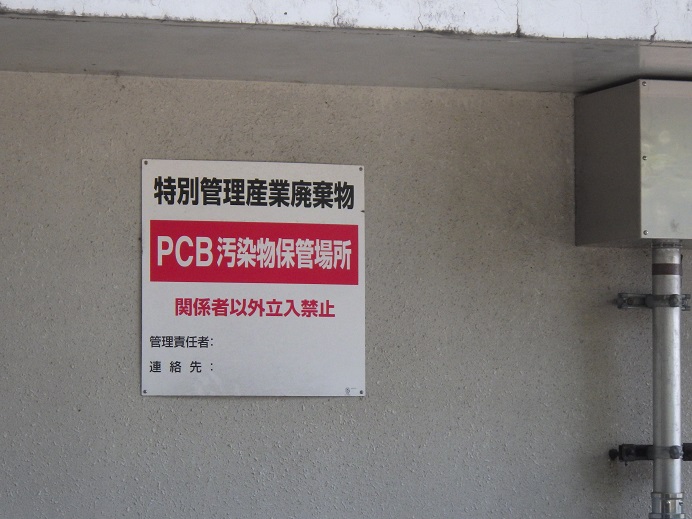 特別管理産業廃棄物
PCB汚染物保管場所
関係者以外立入禁止
管理責任者:
連絡先: